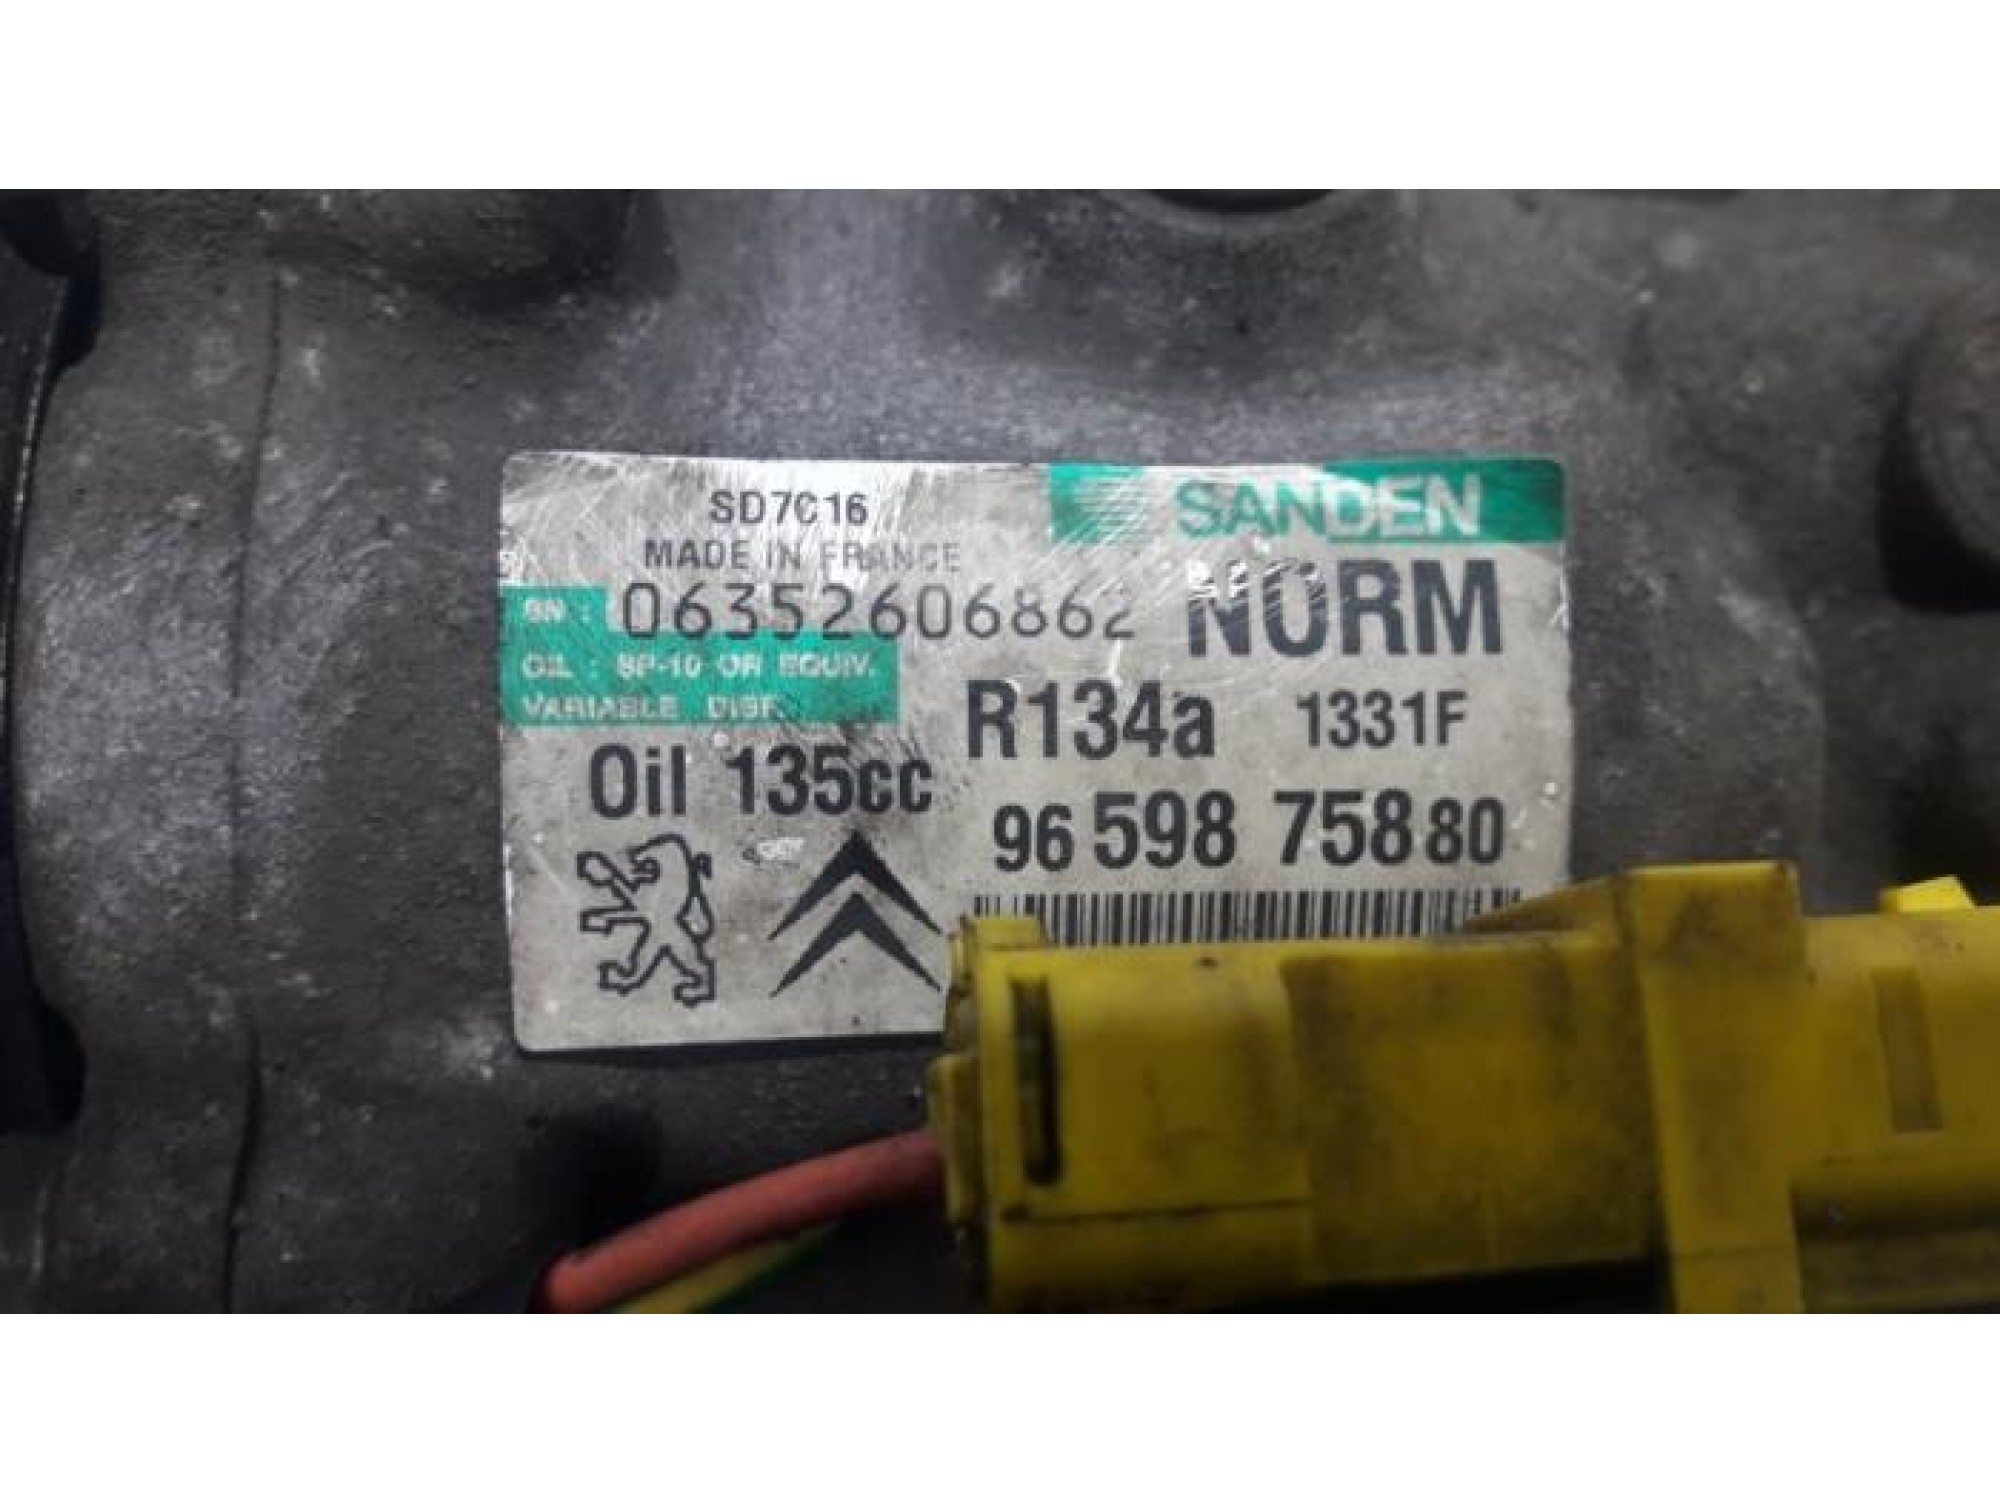 SD7C16
SANDEN
MADE IN FRANCE
SN : 06352606862
NORM
OIL : SP-10 OR EQUIV.
VARIABLE DISP.
R134a 1331F
Oil 135cc
96 598 758 80